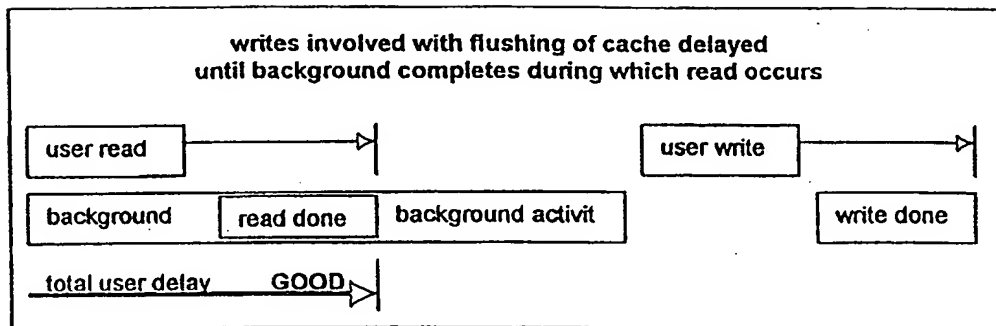 writes involved with flushing of cache delayed
until background completes during which read occurs
user read
user write
background
read done
background activit
write done
total user delay GOOD